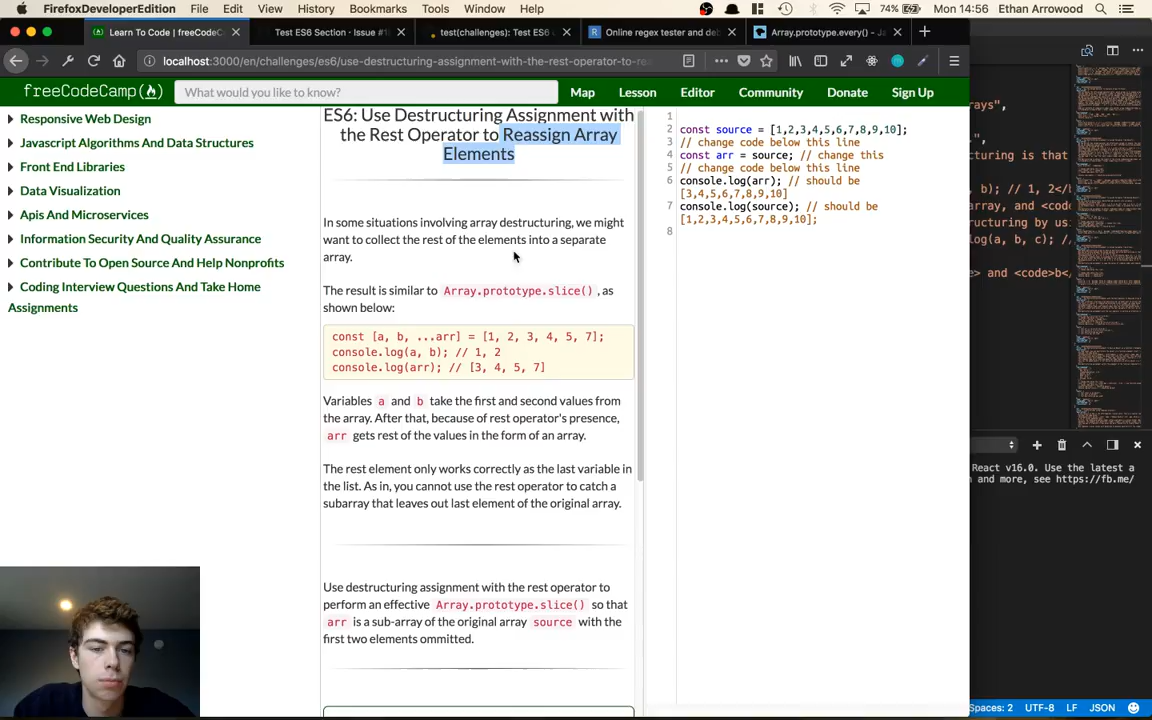 FirefoxDeveloperEdition File Edit View History Bookmarks Tools Window Help 74% Mon 14:56 Ethan Arrowood
Learn To Code | freeCodeC Test ES6 Section · Issue #1 test(challenges): Test ES6 Online regex tester and de Array.prototype.every() - Ja
localhost:3000/en/challenges/es6/use-destructuring-assignment-with-the-rest-operator-to-re
freeCodeCamp What would you like to know? Map Lesson Editor Community Donate Sign Up
Responsive Web Design
Javascript Algorithms And Data Structures
Front End Libraries
Data Visualization
Apis And Microservices
Information Security And Quality Assurance
Contribute To Open Source And Help Nonprofits
Coding Interview Questions And Take Home
Assignments
ES6: Use Destructuring Assignment with
the Rest Operator to Reassign Array
Elements
In some situations involving array destructuring, we might
want to collect the rest of the elements into a separate
array.
The result is similar to Array.prototype.slice() , as
shown below:
const [a, b, ...arr] = [1, 2, 3, 4, 5, 7];
console.log(a, b); // 1, 2
console.log(arr); // [3, 4, 5, 7]
Variables a and b take the first and second values from
the array. After that, because of rest operator's presence,
arr gets rest of the values in the form of an array.
The rest element only works correctly as the last variable in
the list. As in, you cannot use the rest operator to catch a
subarray that leaves out last element of the original array.
Use destructuring assignment with the rest operator to
perform an effective Array.prototype.slice() so that
arr is a sub-array of the original array source with the
first two elements ommitted.
1
2 const source = [1,2,3,4,5,6,7,8,9,10];
3 // change code below this line
4 const arr = source; // change this
5 // change code below this line
6 console.log(arr); // should be
[3,4,5,6,7,8,9,10]
7 console.log(source); // should be
[1,2,3,4,5,6,7,8,9,10];
8
rays",
",
turing is that
, b); // 1, 2</
rray, and <code
turing by us
log(a, b, c); /
> and <code>b</
React v16.0. Use the latest a
n and more, see https://fb.me/
Spaces: 2 UTF-8 LF JSON